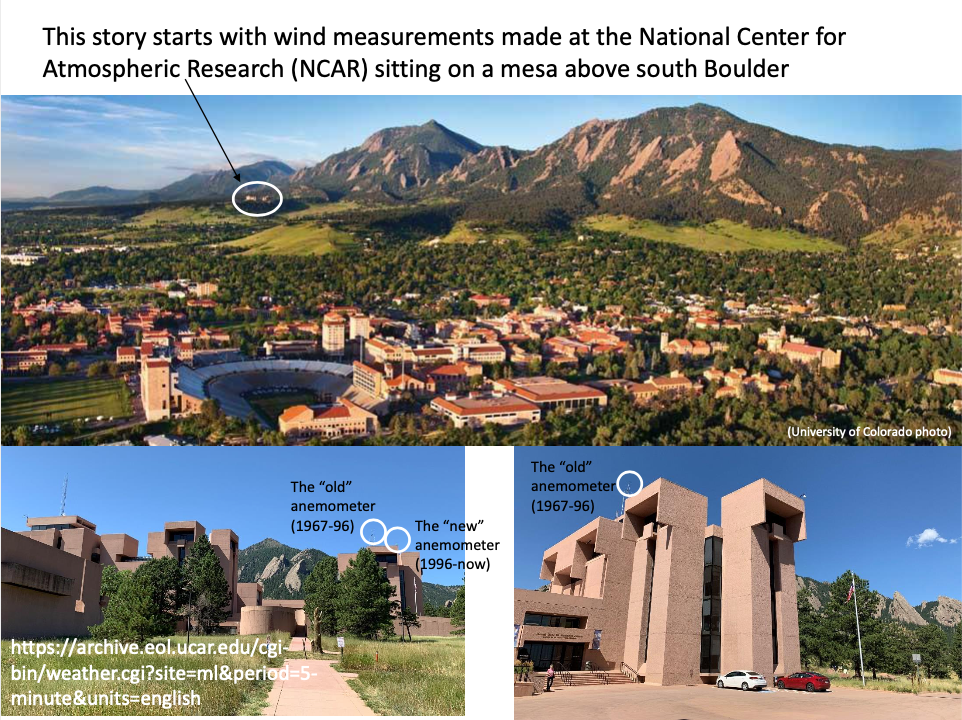 This story starts with wind measurements made at the National Center for
Atmospheric Research (NCAR) sitting on a mesa above south Boulder
(University of Colorado photo)
The “old”
anemometer
(1967-96)
The “new”
anemometer
(1996-now)
https://archive.eol.ucar.edu/cgi-
bin/weather.cgi?site=ml&period=5-
minute&units=english
The “old”
anemometer
(1967-96)